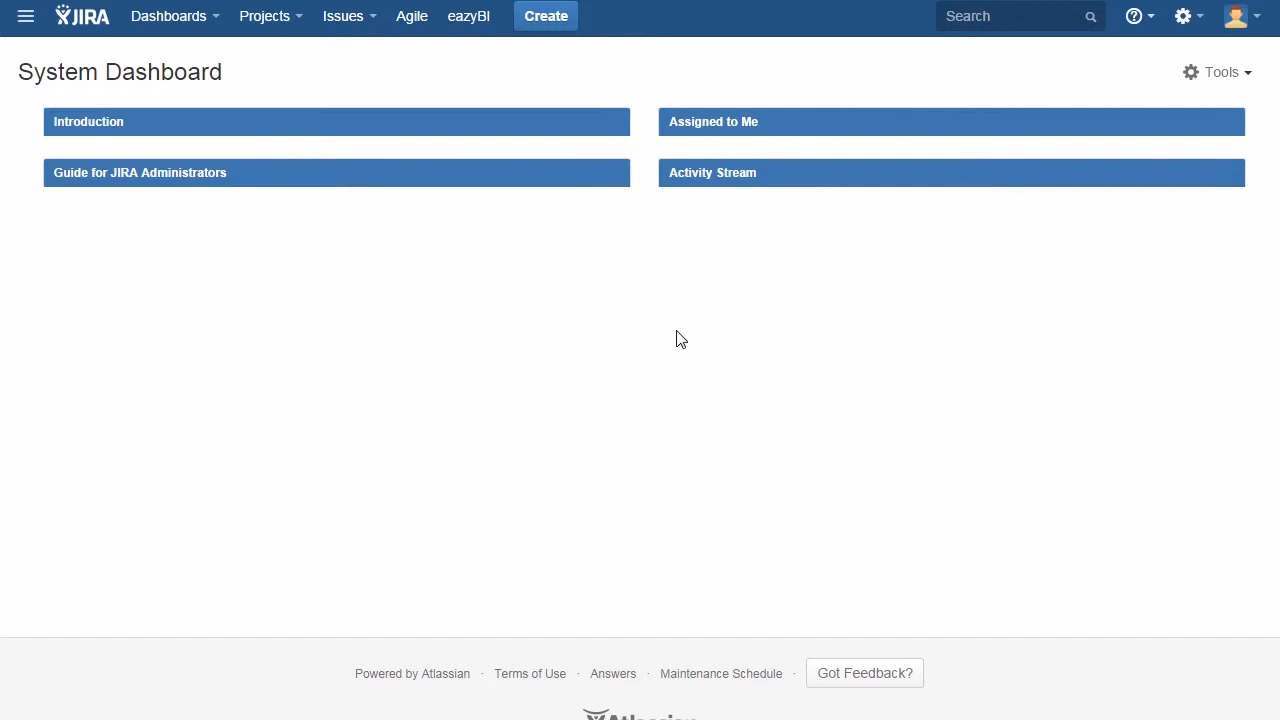 JIRA Dashboards Projects Issues Agile eazyBI Create Search
System Dashboard
Tools
Introduction
Assigned to Me
Guide for JIRA Administrators
Activity Stream
Powered by Atlassian · Terms of Use · Answers · Maintenance Schedule · Got Feedback?
Atlassian